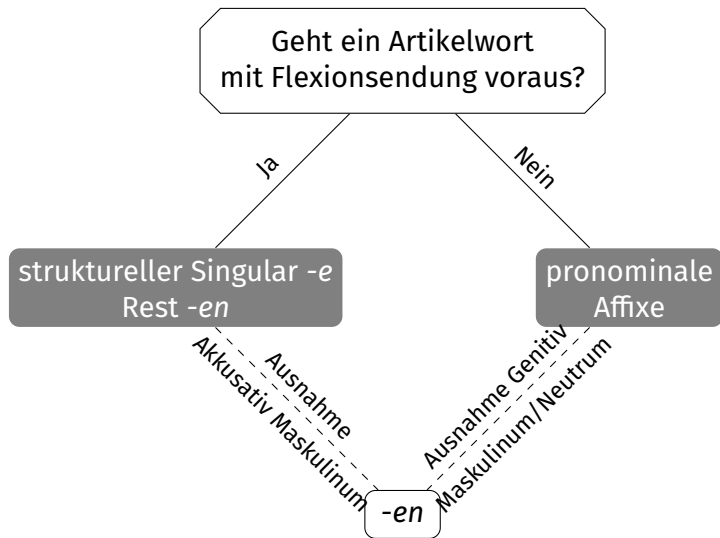 Geht ein Artikelwort
mit Flexionsendung voraus?
Ja
Nein
struktureller Singular -e
Rest -en
pronominale
Affixe
Ausnahme
Akkusativ Maskulinum
Ausnahme Genitiv
Maskulinum/Neutrum
-en